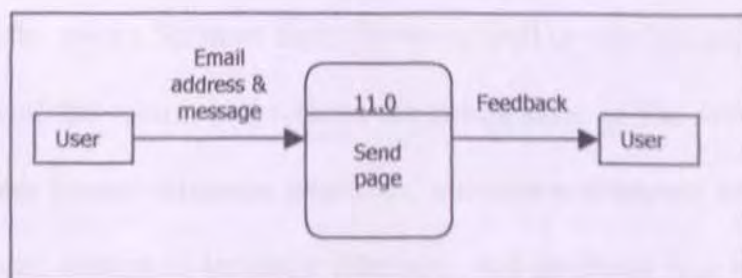 Email
address &
message
User
11.0
Send
page
Feedback
User